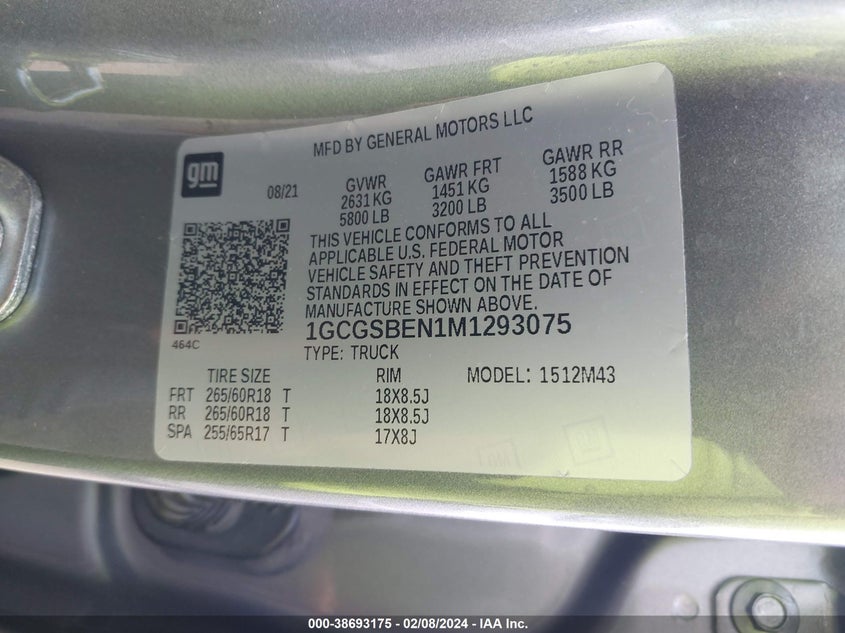 MFD BY GENERAL MOTORS LLC
gm
08/21
GVWR GAWR FRT GAWR RR
2631 KG 1451 KG 1588 KG
5800 LB 3200 LB 3500 LB
THIS VEHICLE CONFORMS TO ALL
APPLICABLE U.S. FEDERAL MOTOR
VEHICLE SAFETY AND THEFT PREVENTION
STANDARDS IN EFFECT ON THE DATE OF
MANUFACTURE SHOWN ABOVE.
464C
1GCGSBEN1M1293075
TYPE: TRUCK
TIRE SIZE RIM MODEL: 1512M43
FRT 265/60R18 T 18X8.5J
RR 265/60R18 T 18X8.5J
SPA 255/65R17 T 17X8J
GM GM
000-38693175 - 02/08/2024 - IAA Inc.